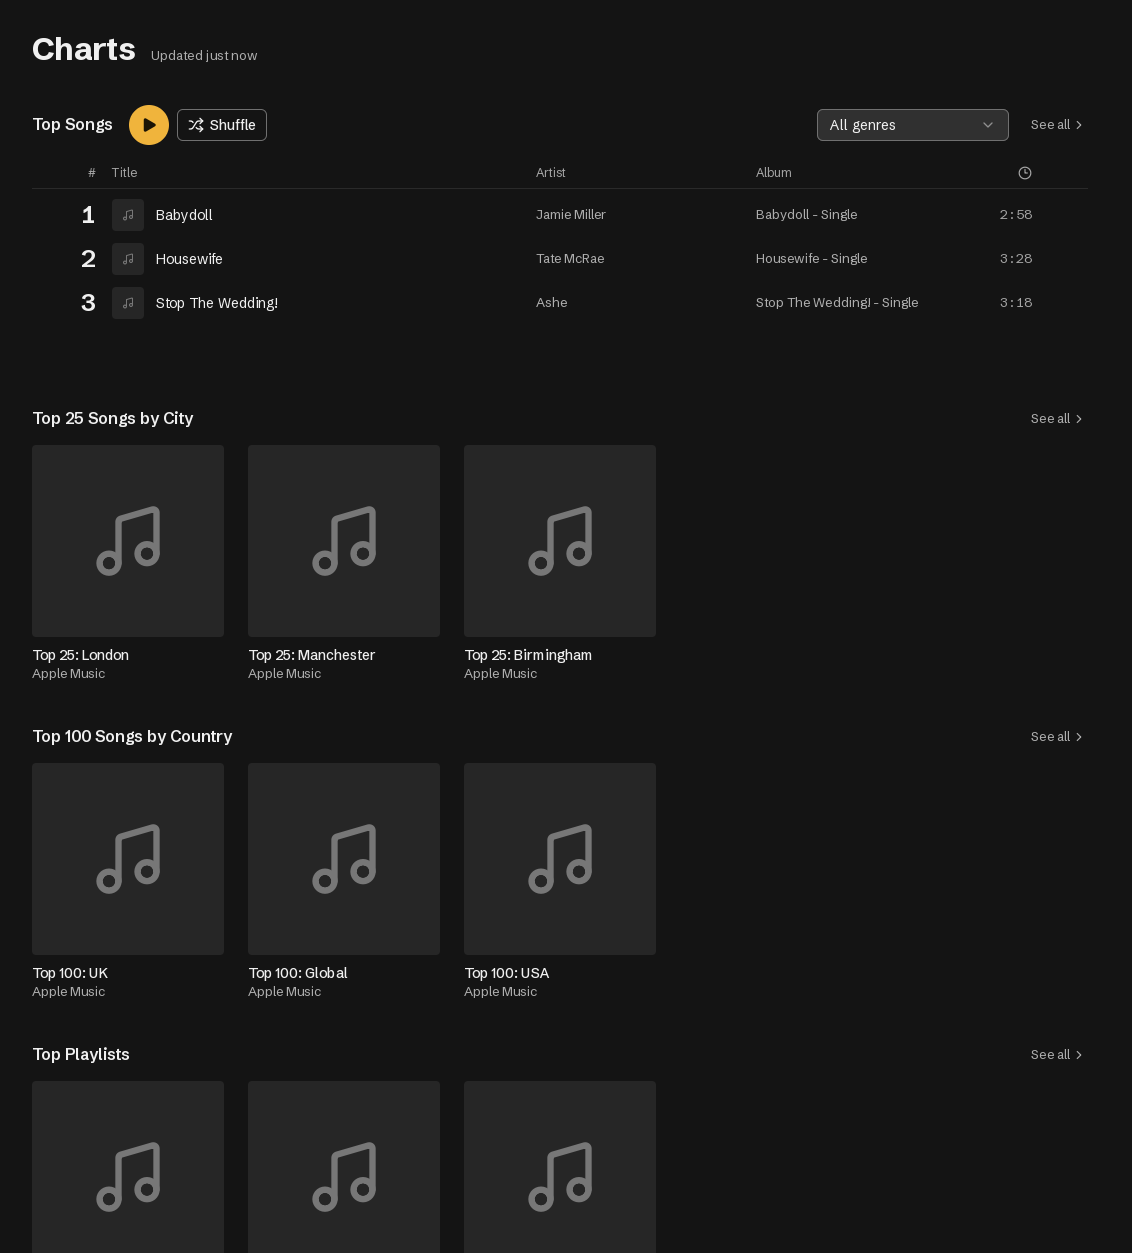 Charts Updated just now
Top Songs Shuffle All genres See all
# Title Artist Album
1 Babydoll Jamie Miller Babydoll - Single 2:58
2 Housewife Tate McRae Housewife - Single 3:28
3 Stop The Wedding! Ashe Stop The Wedding! - Single 3:18
Top 25 Songs by City See all
Top 25: London Top 25: Manchester Top 25: Birmingham
Apple Music Apple Music Apple Music
Top 100 Songs by Country See all
Top 100: UK Top 100: Global Top 100: USA
Apple Music Apple Music Apple Music
Top Playlists See all